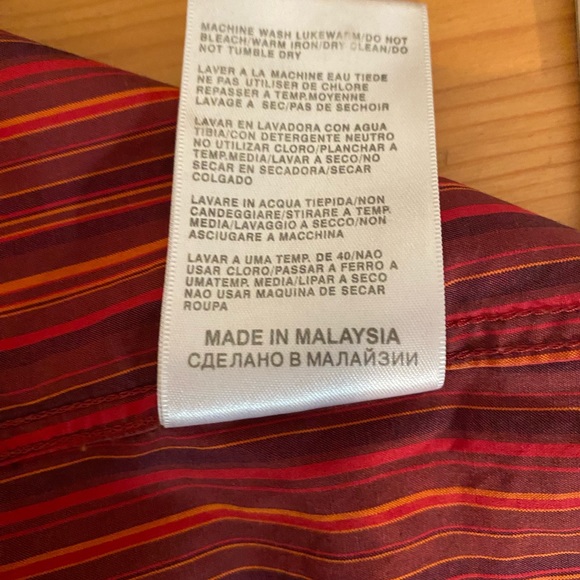 MACHINE WASH LUKEWARM/DO NOT
BLEACH/WARM IRON/DRY CLEAN/DO
NOT TUMBLE DRY
LAVER A LA MACHINE EAU TIEDE
NE PAS UTILISER DE CHLORE
REPASSER A TEMP.MOYENNE
LAVAGE A SEC/PAS DE SECHOIR
LAVAR EN LAVADORA CON AGUA
TIBIA/CON DETERGENTE NEUTRO
NO UTILIZAR CLORO/PLANCHAR A
TEMP.MEDIA/LAVAR A SECO/NO
SECAR EN SECADORA/SECAR
COLGADO
LAVARE IN ACQUA TIEPIDA/NON
CANDEGGIARE/STIRARE A TEMP.
MEDIA/LAVAGGIO A SECCO/NON
ASCIUGARE A MACCHINA
LAVAR A UMA TEMP. DE 40/NAO
USAR CLORO/PASSAR A FERRO A
UMATEMP. MEDIA/LIPAR A SECO
NAO USAR MAQUINA DE SECAR
ROUPA
MADE IN MALAYSIA
СДЕЛАНО В МАЛАЙЗИИ